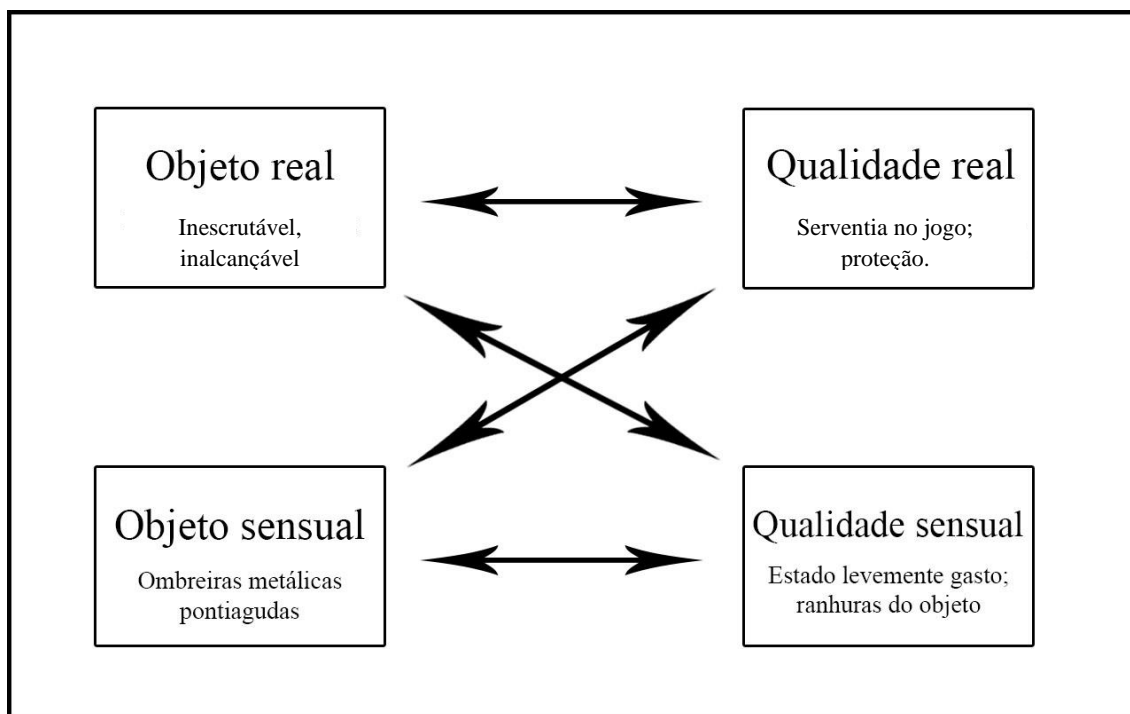 Objeto real
Inescrutável,
inalcançável
Qualidade real
Serventia no jogo;
proteção.
Objeto sensual
Ombreiras metálicas
pontiagudas
Qualidade sensual
Estado levemente gasto;
ranhuras do objeto